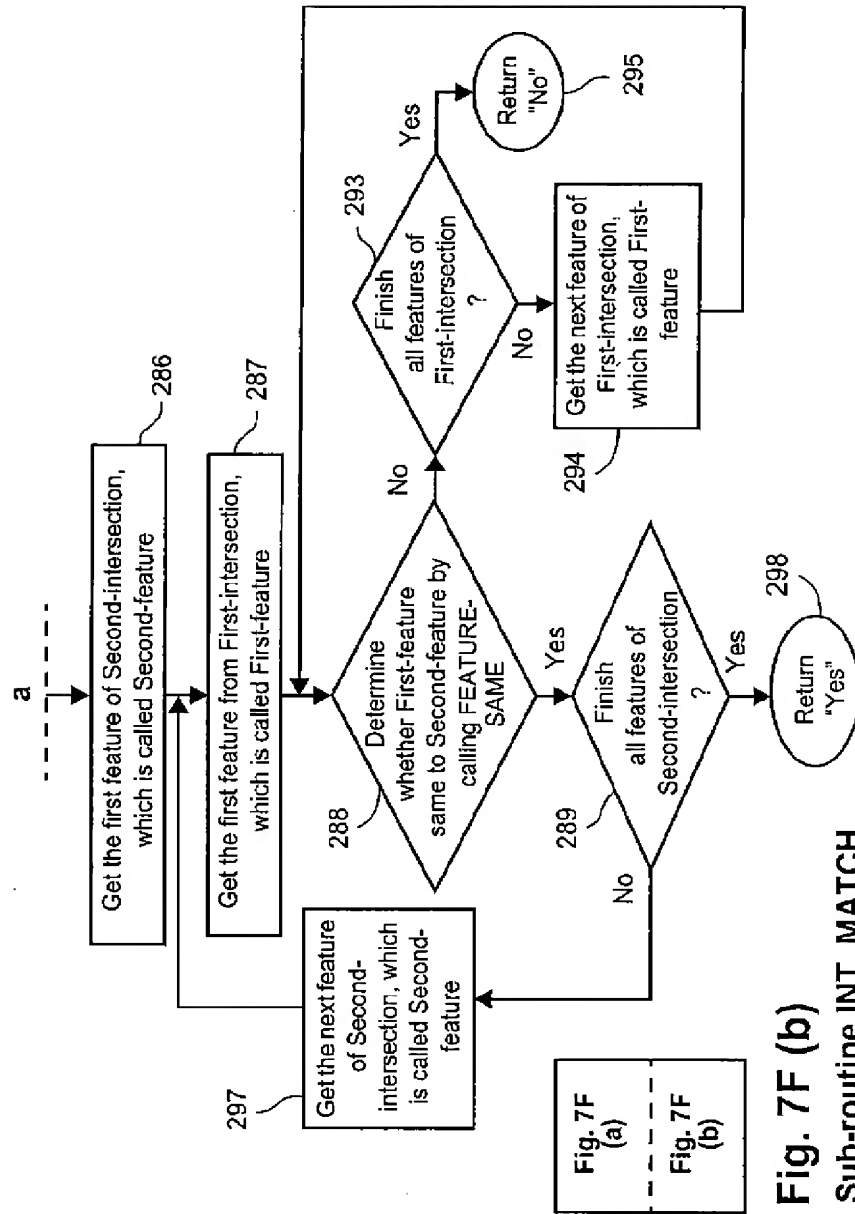 a
Get the first feature of Second-intersection,
which is called Second-feature
286
Get the first feature from First-intersection,
which is called First-feature
287
Determine
whether First-feature
same to Second-feature by
calling FEATURE-
SAME
288
No
Yes
Finish
all features of
First-intersection
?
293
Yes
Return
"No"
295
No
Get the next feature of
First-intersection,
which is called First-
feature
294
Finish
all features of
Second-intersection
?
289
Yes
Return
"Yes"
298
No
Get the next feature
of Second-
intersection, which
is called Second-
feature
297
Fig. 7F
(a)
Fig. 7F
(b)
Fig. 7F (b)
Sub-routine INT_MATCH